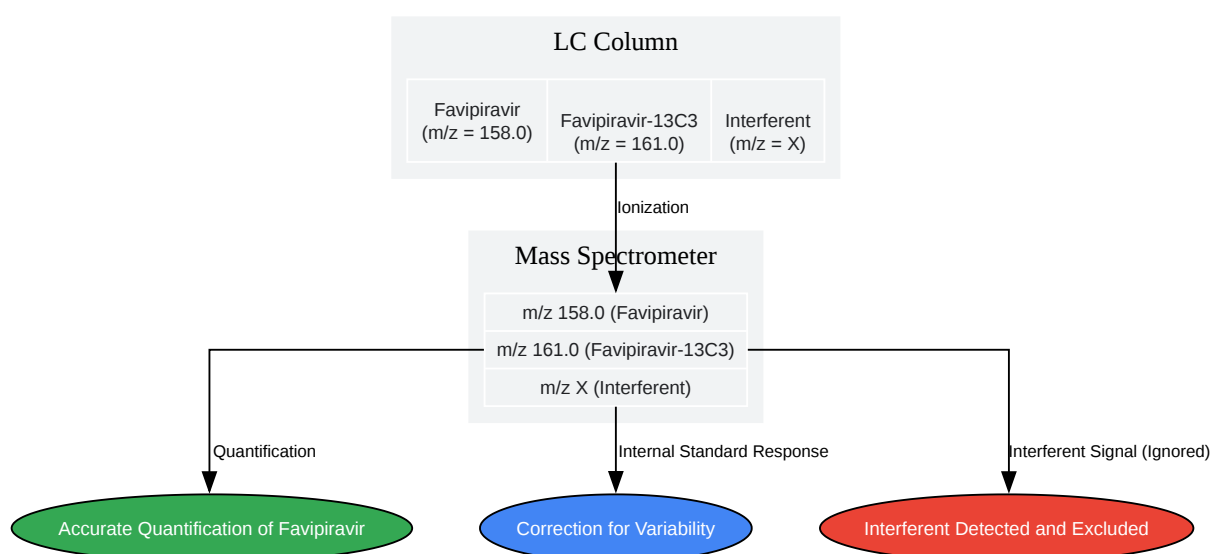 LC Column
Favipiravir
(m/z = 158.0)
Favipiravir-13C3
(m/z = 161.0)
Interferent
(m/z = X)
Ionization
Mass Spectrometer
m/z 158.0 (Favipiravir)
m/z 161.0 (Favipiravir-13C3)
m/z X (Interferent)
Quantification
Internal Standard Response
Interferent Signal (Ignored)
Accurate Quantification of Favipiravir
Correction for Variability
Interferent Detected and Excluded